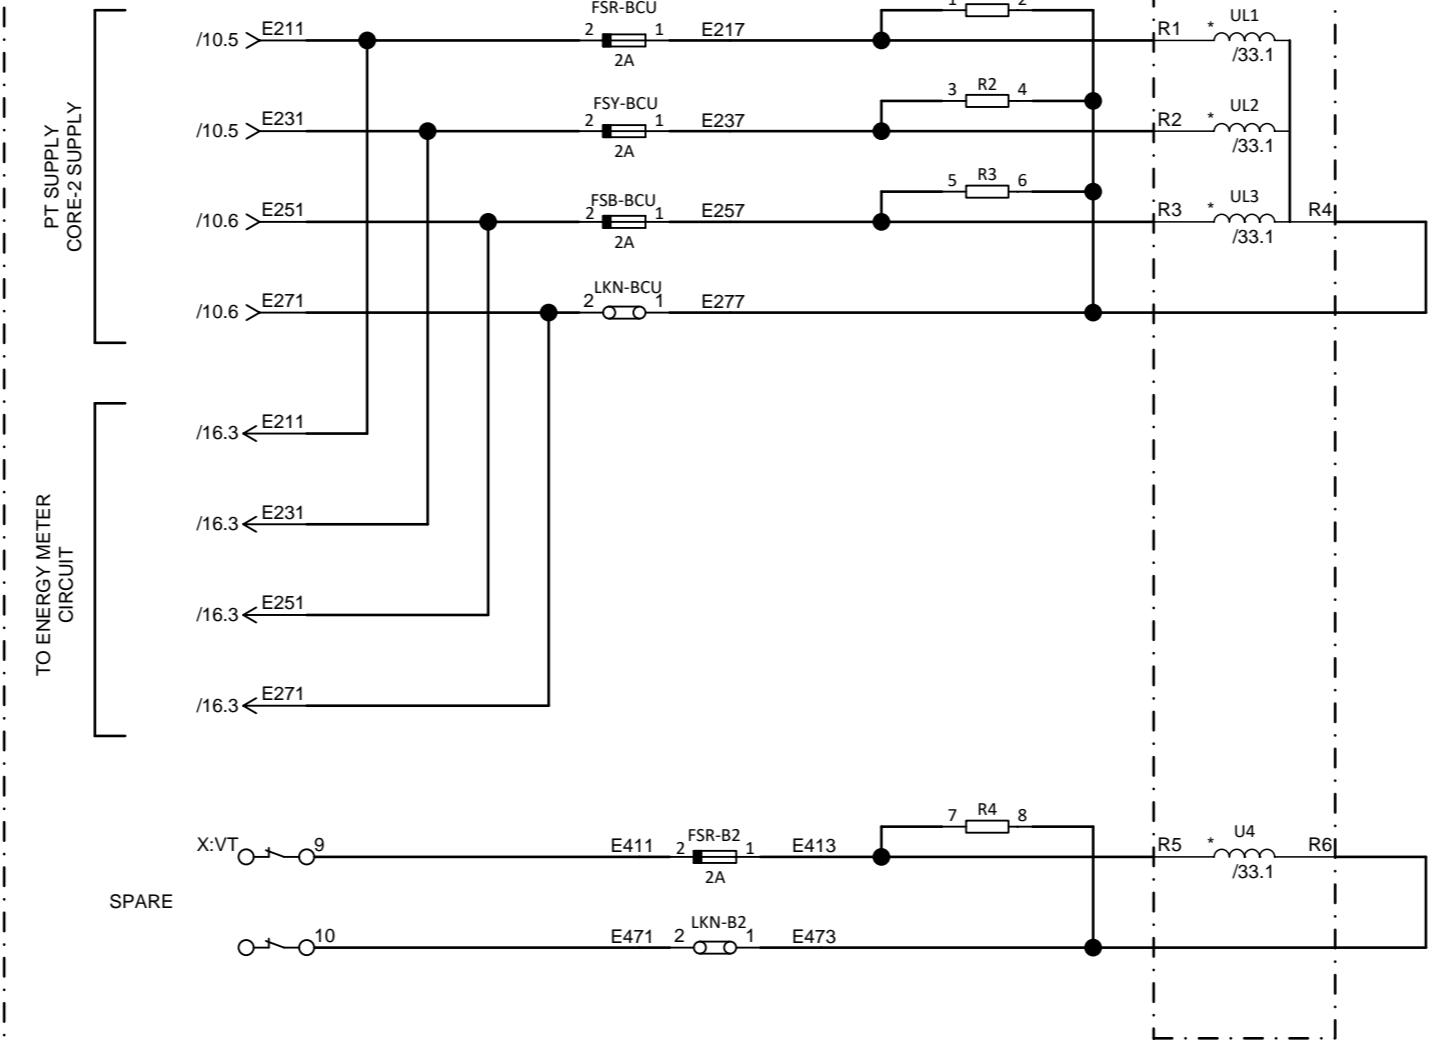 FSR-BCU
1 2
/10.5 E211 2 1 E217 R1 * UL1
2A /33.1
FSY-BCU 3 R2 4
/10.5 E231 2 1 E237 R2 * UL2
2A /33.1
FSB-BCU 5 R3 6
/10.6 E251 2 1 E257 R3 * UL3 R4
2A /33.1
LKN-BCU
/10.6 E271 2 1 E277
PT SUPPLY
CORE-2 SUPPLY
/16.3 E211
/16.3 E231
/16.3 E251
/16.3 E271
TO ENERGY METER
CIRCUIT
7 R4 8
X:VT 9 E411 2 FSR-B2 1 E413 R5 * U4 R6
2A /33.1
SPARE
LKN-B2
10 E471 2 1 E473